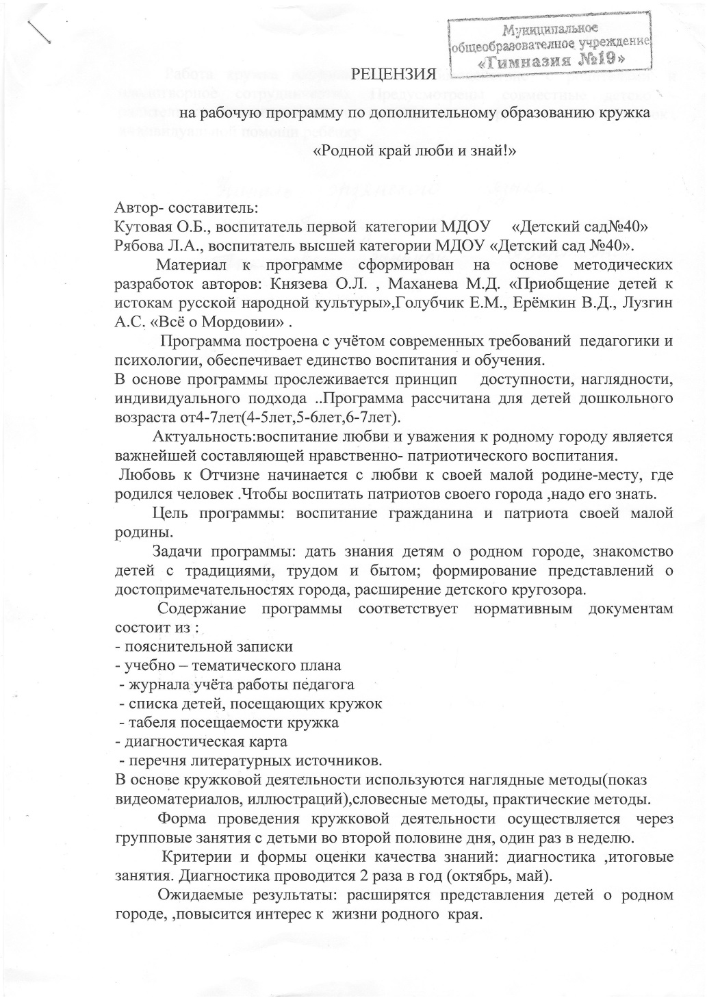 Муниципальное
общеобразовательное учреждение
«Гимназия №19»
РЕЦЕНЗИЯ
на рабочую программу по дополнительному образованию кружка
«Родной край люби и знай!»
Автор- составитель:
Кутовая О.Б., воспитатель первой категории МДОУ «Детский сад№40»
Рябова Л.А., воспитатель высшей категории МДОУ «Детский сад №40».
Материал к программе сформирован на основе методических
разработок авторов: Князева О.Л. , Маханева М.Д. «Приобщение детей к
истокам русской народной культуры»,Голубчик Е.М., Ерёмкин В.Д., Лузгин
А.С. «Всё о Мордовии» .
Программа построена с учётом современных требований педагогики и
психологии, обеспечивает единство воспитания и обучения.
В основе программы прослеживается принцип доступности, наглядности,
индивидуального подхода ..Программа рассчитана для детей дошкольного
возраста от4-7лет(4-5лет,5-6лет,6-7лет).
Актуальность:воспитание любви и уважения к родному городу является
важнейшей составляющей нравственно- патриотического воспитания.
Любовь к Отчизне начинается с любви к своей малой родине-месту, где
родился человек .Чтобы воспитать патриотов своего города ,надо его знать.
Цель программы: воспитание гражданина и патриота своей малой
родины.
Задачи программы: дать знания детям о родном городе, знакомство
детей с традициями, трудом и бытом; формирование представлений о
достопримечательностях города, расширение детского кругозора.
Содержание программы соответствует нормативным документам
состоит из :
- пояснительной записки
- учебно – тематического плана
- журнала учёта работы педагога
- списка детей, посещающих кружок
- табеля посещаемости кружка
- диагностическая карта
- перечня литературных источников.
В основе кружковой деятельности используются наглядные методы(показ
видеоматериалов, иллюстраций),словесные методы, практические методы.
Форма проведения кружковой деятельности осуществляется через
групповые занятия с детьми во второй половине дня, один раз в неделю.
Критерии и формы оценки качества знаний: диагностика ,итоговые
занятия. Диагностика проводится 2 раза в год (октябрь, май).
Ожидаемые результаты: расширятся представления детей о родном
городе, ,повысится интерес к жизни родного края.